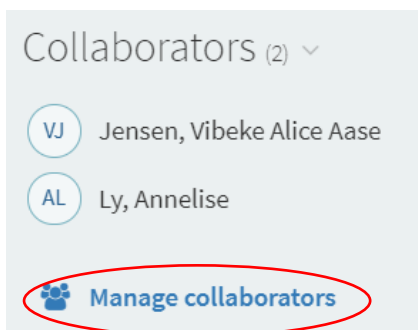 Collaborators (2)
VJ Jensen, Vibeke Alice Aase
AL Ly, Annelise
Manage collaborators